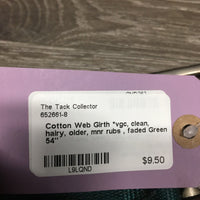 The Tack Collector
652661-8
Cotton Web Girth *vgc, clean,
hairy, older, mnr rubs , faded Green
54"
$9.50
L9LQND